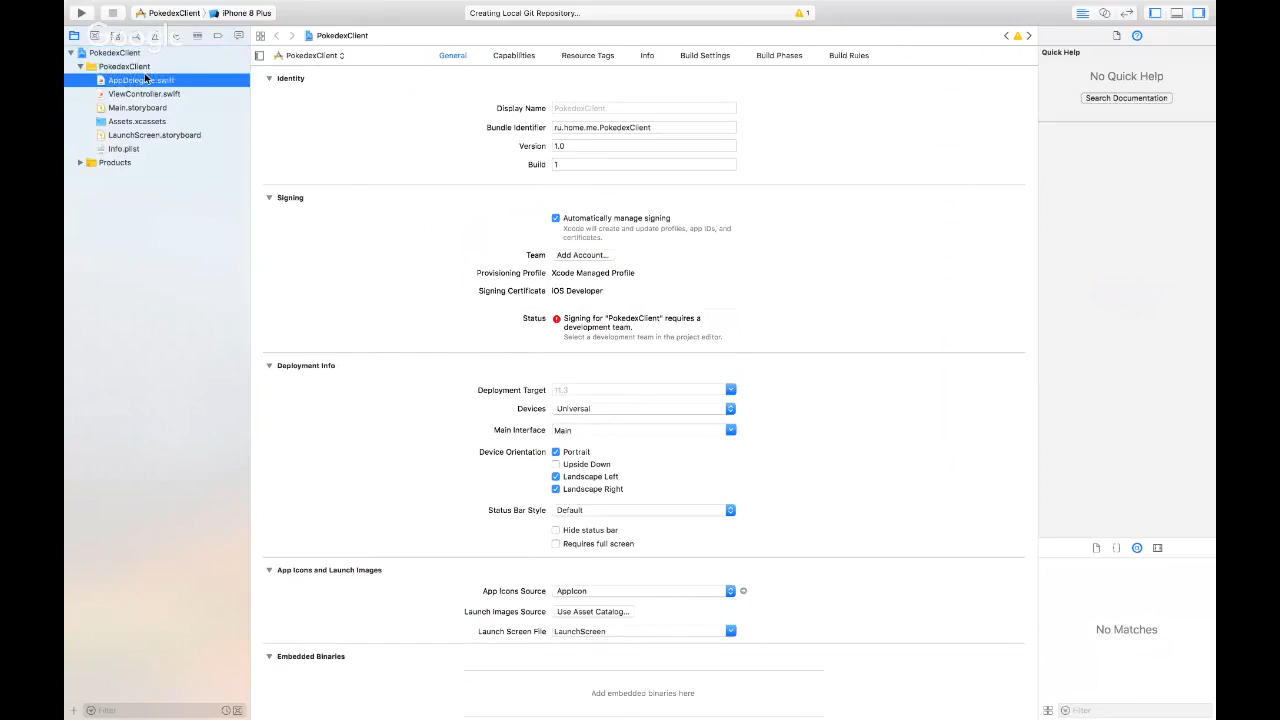 PokedexClient
iPhone 8 Plus
Creating Local Git Repository...
1
Google
PokedexClient
PokedexClient
PokedexClient
AppDelegate.swift
ViewController.swift
Main.storyboard
Assets.xcassets
LaunchScreen.storyboard
Info.plist
Products
Filter
PokedexClient
General
Capabilities
Resource Tags
Info
Build Settings
Build Phases
Build Rules
Identity
Display Name PokedexClient
Bundle Identifier ru.home.me.PokedexClient
Version 1.0
Build 1
Signing
Automatically manage signing
Xcode will create and update profiles, app IDs, and
certificates.
Team Add Account...
Provisioning Profile Xcode Managed Profile
Signing Certificate iOS Developer
Status Signing for "PokedexClient" requires a
development team.
Select a development team in the project editor.
Deployment Info
Deployment Target 11.3
Devices Universal
Main Interface Main
Device Orientation Portrait
Upside Down
Landscape Left
Landscape Right
Status Bar Style Default
Hide status bar
Requires full screen
App Icons and Launch Images
App Icons Source AppIcon
Launch Images Source Use Asset Catalog...
Launch Screen File LaunchScreen
Embedded Binaries
Add embedded binaries here
Quick Help
No Quick Help
Search Documentation
No Matches
Filter